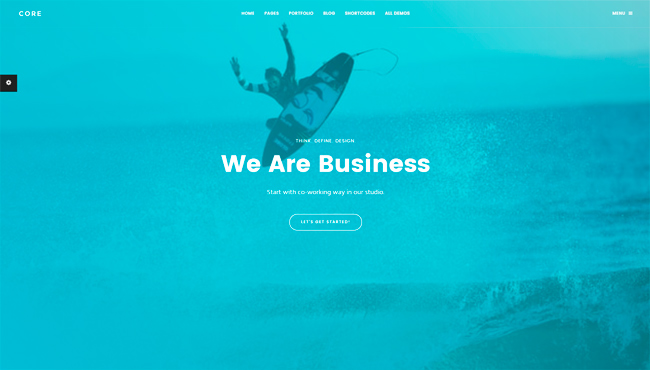 CORE
HOME PAGES PORTFOLIO BLOG SHORTCODES ALL DEMOS
MENU
THINK. DEFINE. DESIGN
We Are Business
Start with co-working way in our studio.
LET'S GET STARTED!